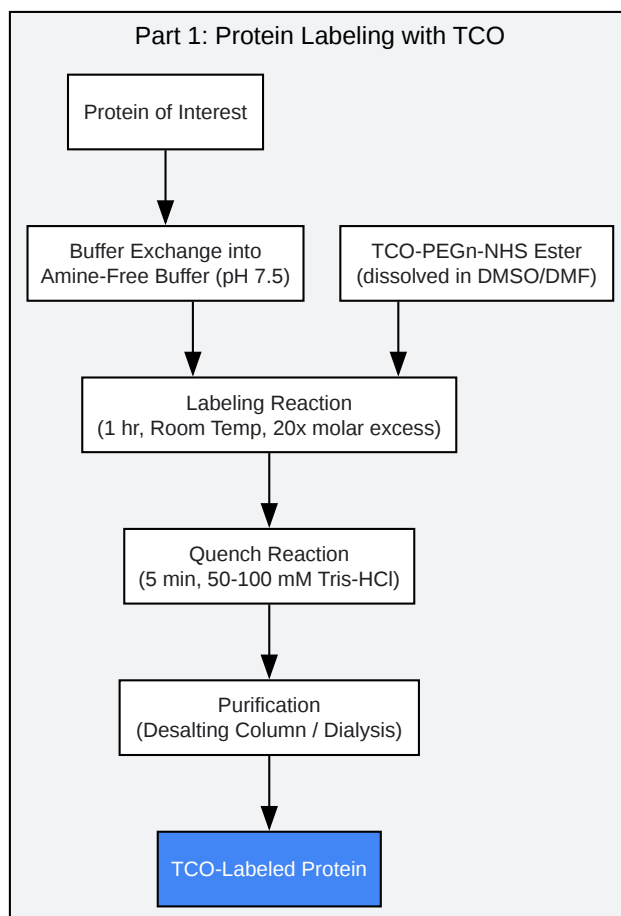 Part 1: Protein Labeling with TCO
Protein of Interest
Buffer Exchange into
Amine-Free Buffer (pH 7.5)
TCO-PEGn-NHS Ester
(dissolved in DMSO/DMF)
Labeling Reaction
(1 hr, Room Temp, 20x molar excess)
Quench Reaction
(5 min, 50-100 mM Tris-HCl)
Purification
(Desalting Column / Dialysis)
TCO-Labeled Protein